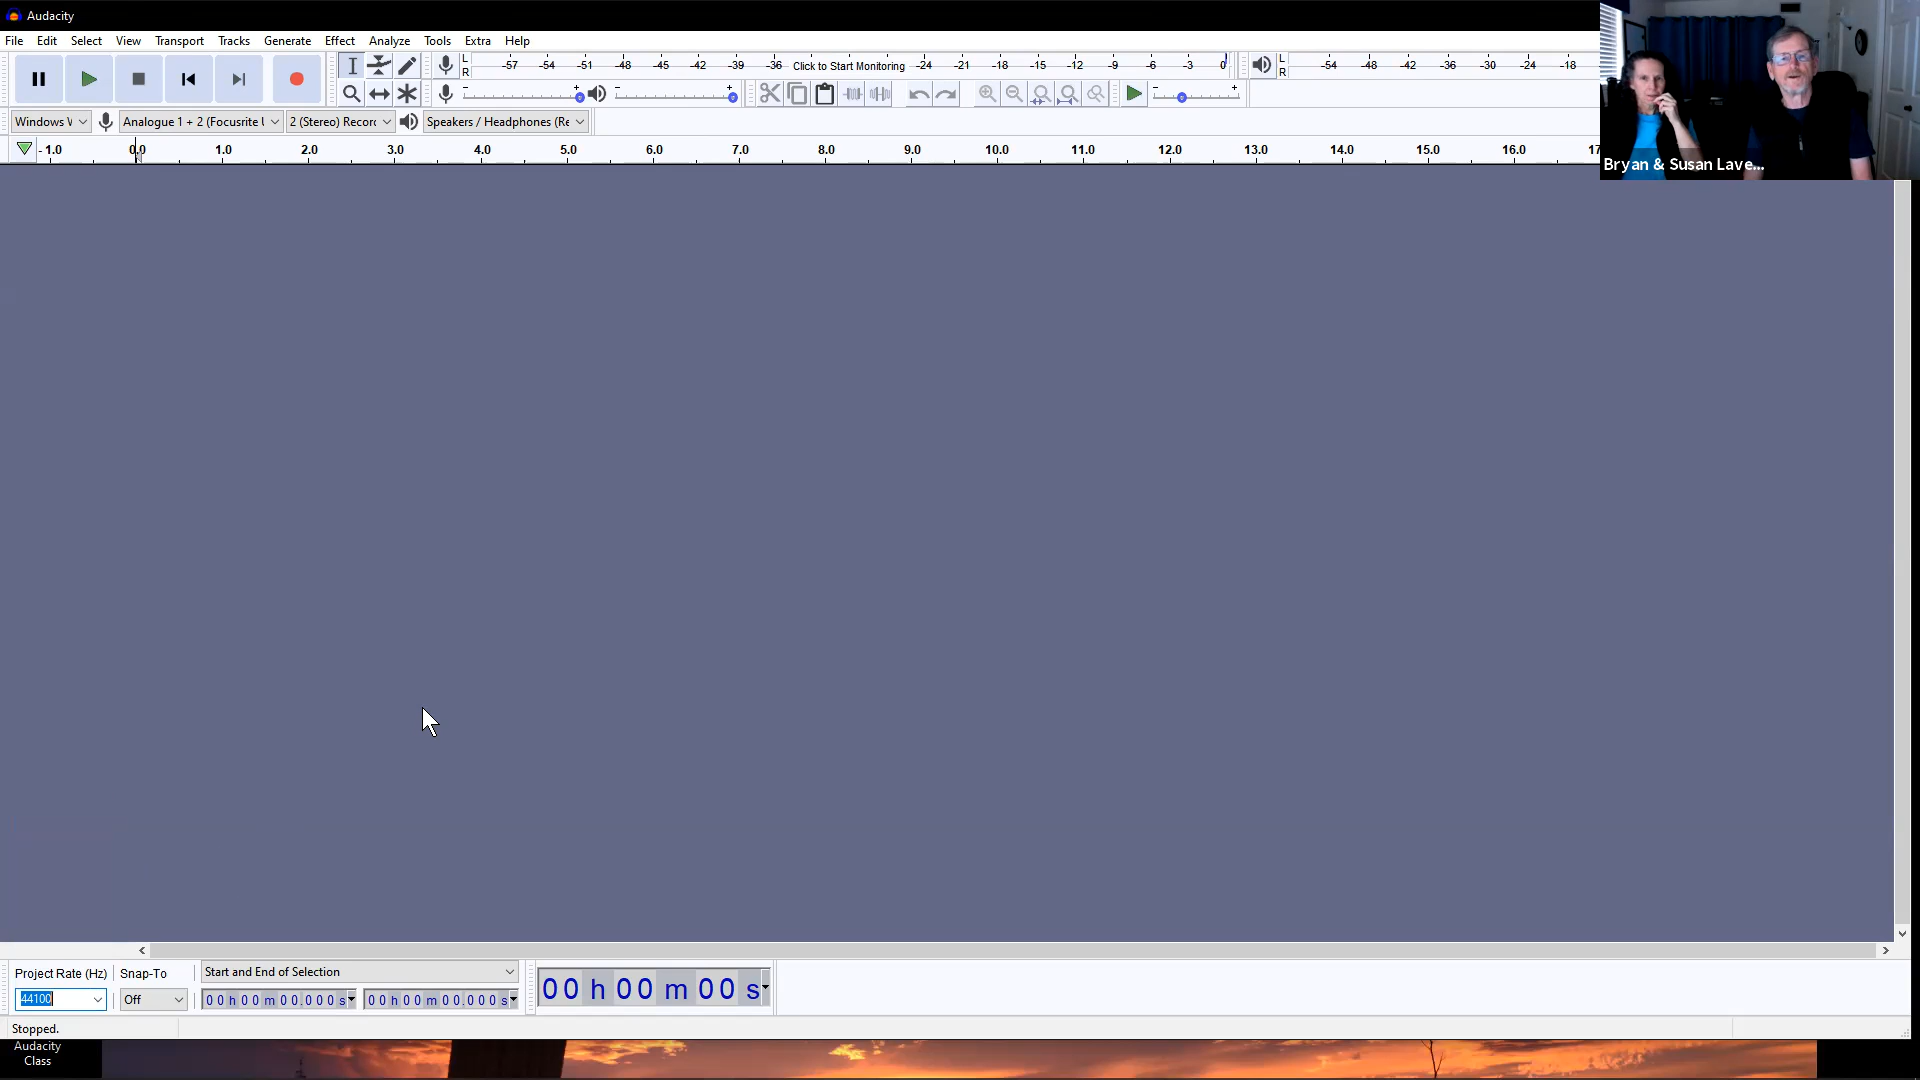 Audacity
File Edit Select View Transport Tracks Generate Effect Analyze Tools Extra Help
L R -57 -54 -51 -48 -45 -42 -39 -36 Click to Start Monitoring -24 -21 -18 -15 -12 -9 -6 -3 0 L R -54 -48 -42 -36 -30 -24 -18
- + - + - +
Windows V Analogue 1 + 2 (Focusrite U 2 (Stereo) Record Speakers / Headphones (Re
- 1.0 0.0 1.0 2.0 3.0 4.0 5.0 6.0 7.0 8.0 9.0 10.0 11.0 12.0 13.0 14.0 15.0 16.0 17
Bryan & Susan Lave...
Project Rate (Hz) Snap-To Start and End of Selection
44100 Off 00 h 00 m 00.000 s 00 h 00 m 00.000 s 00 h 00 m 00 s
Stopped.
Audacity
Class